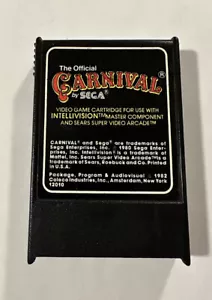 The Official
CARNIVAL®
by SEGA®
VIDEO GAME CARTRIDGE FOR USE WITH
INTELLIVISION™ MASTER COMPONENT
AND SEARS SUPER VIDEO ARCADE™
CARNIVAL® and Sega® are trademarks of
Sega Enterprises, Inc. © 1980 Sega Enter-
prises, Inc. Intellivision® is a trademark of
Mattel, Inc. Sears Super Video Arcade™ is a
trademark of Sears, Roebuck and Co. Printed
in U.S.A.
Package, Program & Audiovisual © 1982
Coleco Industries, Inc., Amsterdam, New York
12010